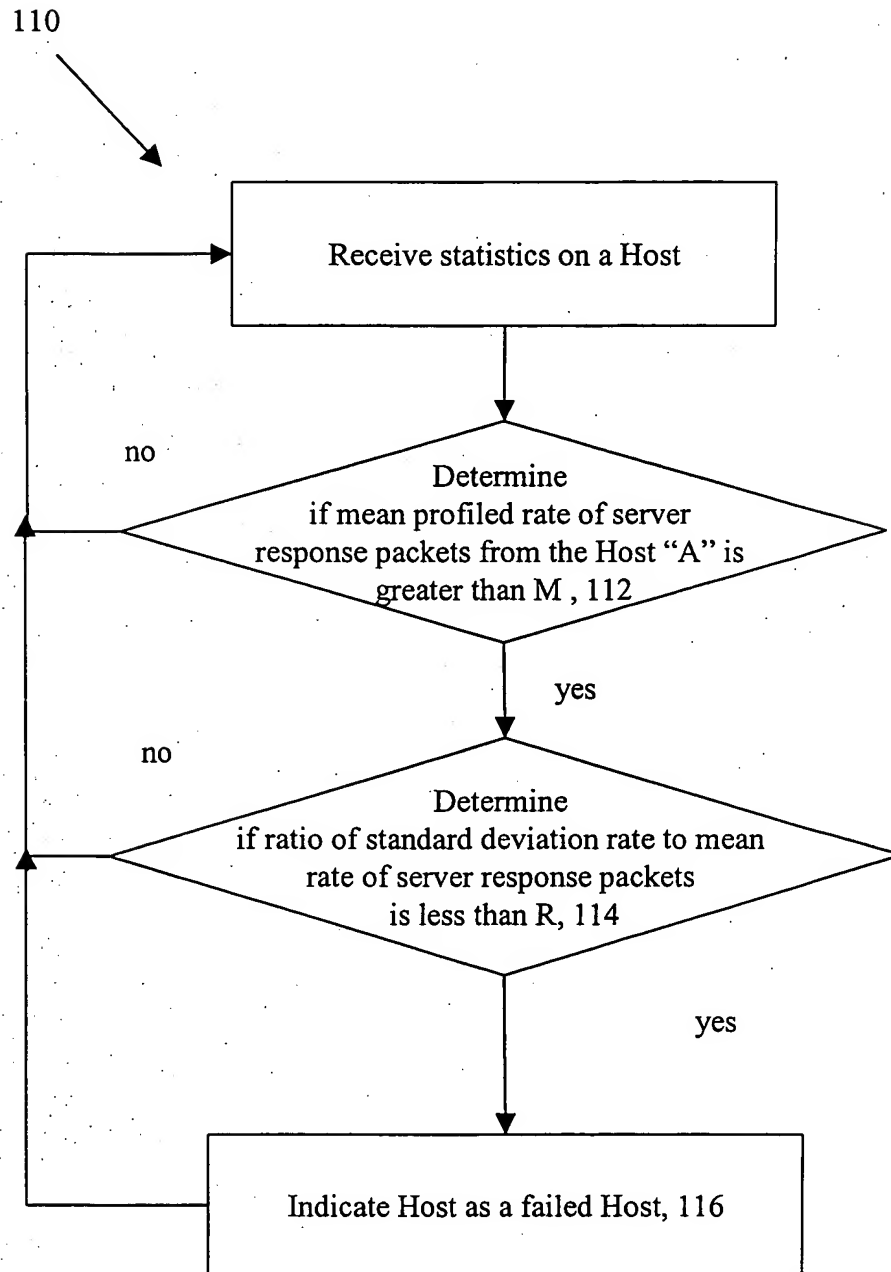 110
Receive statistics on a Host
no
Determine
if mean profiled rate of server
response packets from the Host “A” is
greater than M , 112
yes
no
Determine
if ratio of standard deviation rate to mean
rate of server response packets
is less than R, 114
yes
Indicate Host as a failed Host, 116